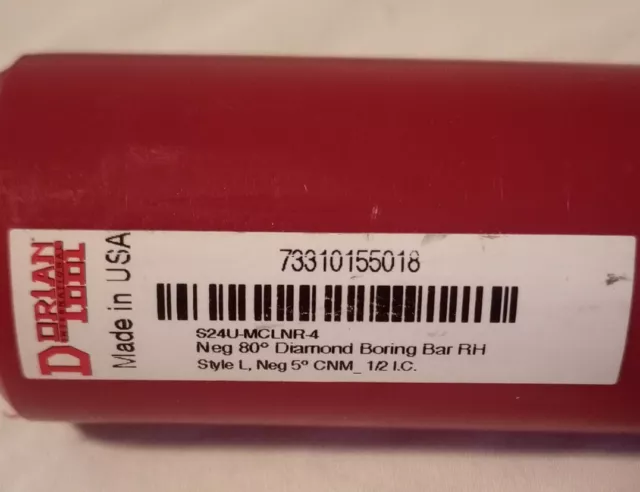 DORIAN
INTERNATIONAL
TOOL
Made in USA
73310155018
S24U-MCLNR-4
Neg 80° Diamond Boring Bar RH
Style L, Neg 5° CNM_ 1/2 I.C.